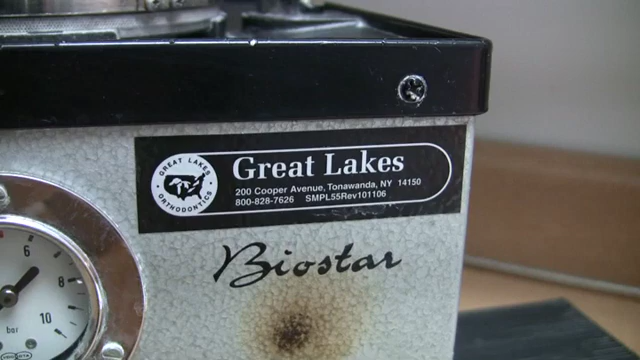 GREAT LAKES
ORTHODONTICS
Great Lakes
200 Cooper Avenue, Tonawanda, NY 14150
800-828-7626 SMPL55Rev101106
Biostar
6
8
10
bar